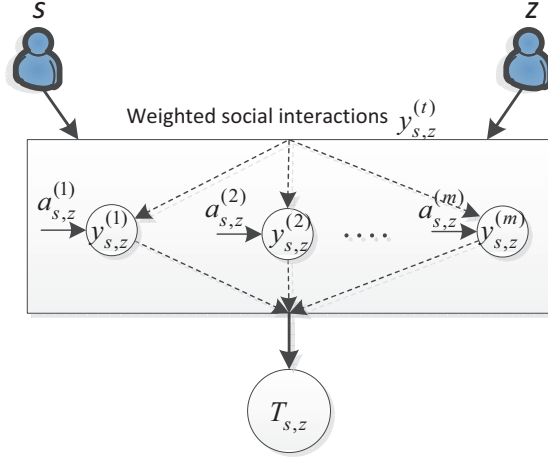 S Z
Weighted social interactions $y_{s,z}^{(t)}$
$a_{s,z}^{(1)}$ $y_{s,z}^{(1)}$ $a_{s,z}^{(2)}$ $y_{s,z}^{(2)}$ .... $a_{s,z}^{(m)}$ $y_{s,z}^{(m)}$
$T_{s,z}$